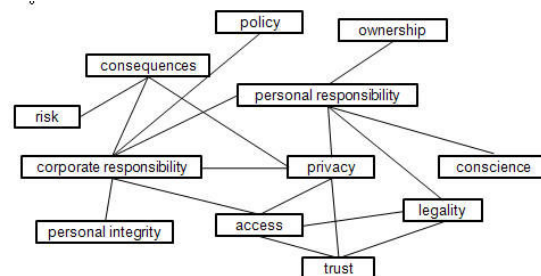 policy
ownership
consequences
personal responsibility
risk
corporate responsibility
privacy
conscience
legality
personal integrity
access
trust